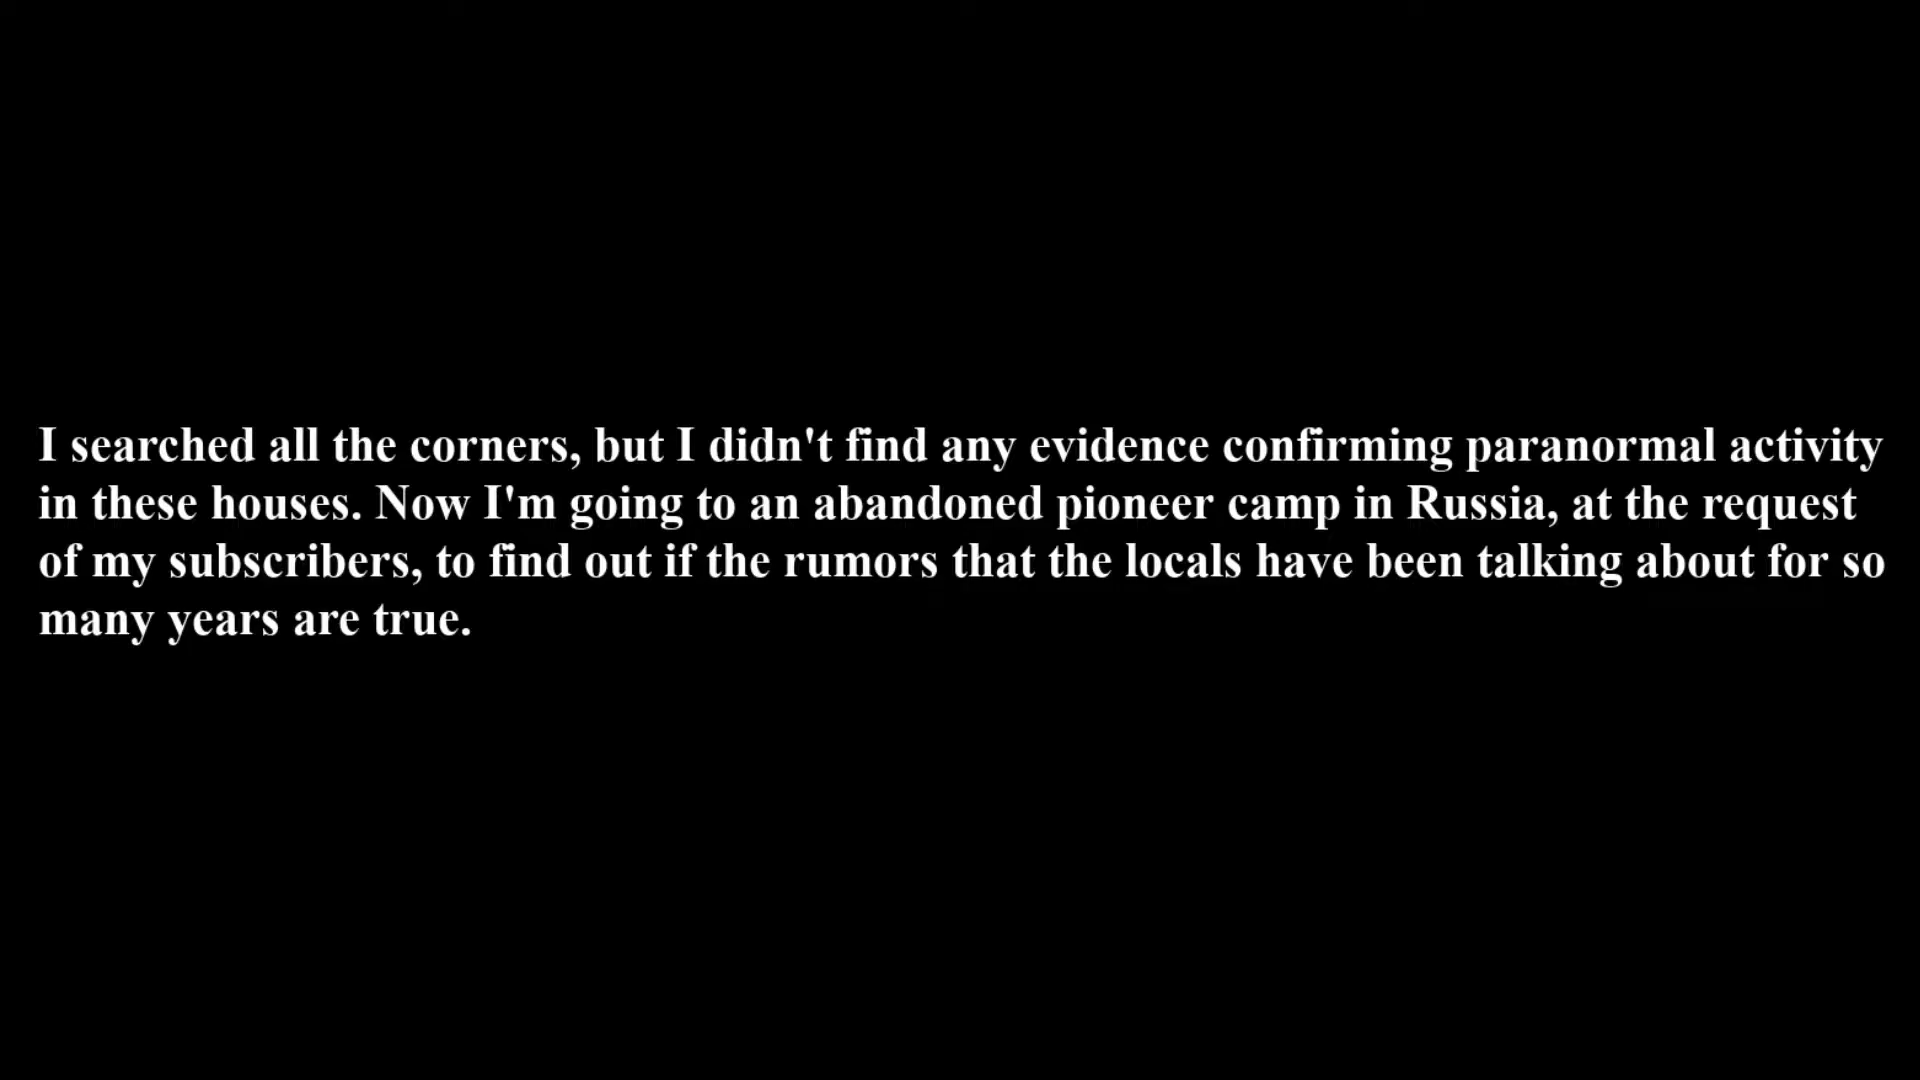 I searched all the corners, but I didn't find any evidence confirming paranormal activity
in these houses. Now I'm going to an abandoned pioneer camp in Russia, at the request
of my subscribers, to find out if the rumors that the locals have been talking about for so
many years are true.